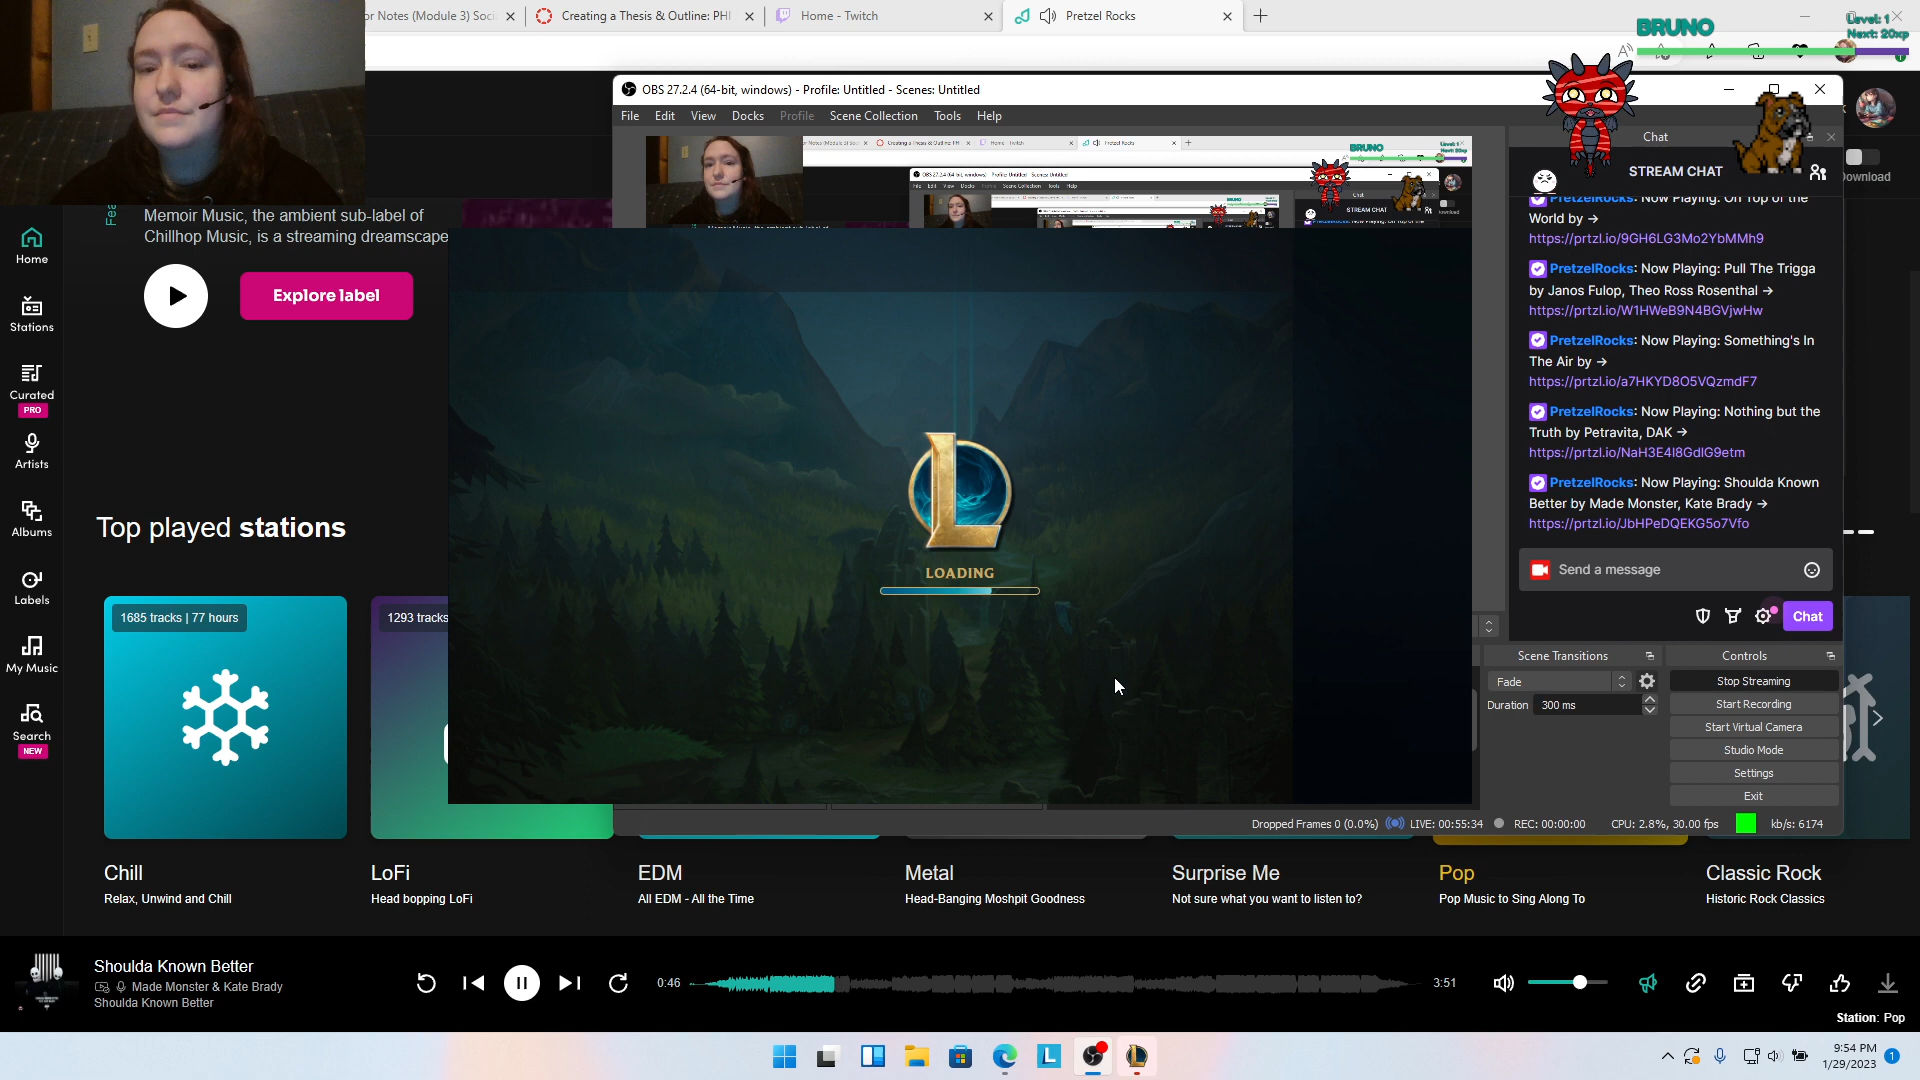 or Notes (Module 3) Soci
Creating a Thesis & Outline: PHI
Home - Twitch
Pretzel Rocks
BRUNO
Level: 1
Next: 20xp
OBS 27.2.4 (64-bit, windows) - Profile: Untitled - Scenes: Untitled
File Edit View Docks Profile Scene Collection Tools Help
Chat
STREAM CHAT
Download
Memoir Music, the ambient sub-label of
Chillhop Music, is a streaming dreamscape
Explore label
Home
Stations
Curated
PRO
Artists
Albums
Labels
My Music
Search
NEW
PretzelRocks: Now Playing: On Top of the
World by →
https://prtzl.io/9GH6LG3Mo2YbMMh9
PretzelRocks: Now Playing: Pull The Trigga
by Janos Fulop, Theo Ross Rosenthal →
https://prtzl.io/W1HWeB9N4BGVjwHw
PretzelRocks: Now Playing: Something's In
The Air by →
https://prtzl.io/a7HKYD8O5VQzmdF7
PretzelRocks: Now Playing: Nothing but the
Truth by Petravita, DAK →
https://prtzl.io/NaH3E4I8GdlG9etm
PretzelRocks: Now Playing: Shoulda Known
Better by Made Monster, Kate Brady →
https://prtzl.io/JbHPeDQEKG5o7Vfo
Send a message
Chat
LOADING
Top played stations
1685 tracks | 77 hours
1293 tracks
Scene Transitions
Controls
Fade
Duration 300 ms
Stop Streaming
Start Recording
Start Virtual Camera
Studio Mode
Settings
Exit
Dropped Frames 0 (0.0%) LIVE: 00:55:34 REC: 00:00:00 CPU: 2.8%, 30.00 fps kb/s: 6174
Chill
Relax, Unwind and Chill
LoFi
Head bopping LoFi
EDM
All EDM - All the Time
Metal
Head-Banging Moshpit Goodness
Surprise Me
Not sure what you want to listen to?
Pop
Pop Music to Sing Along To
Classic Rock
Historic Rock Classics
Shoulda Known Better
Made Monster & Kate Brady
Shoulda Known Better
0:46
3:51
Station: Pop
9:54 PM
1/29/2023
1